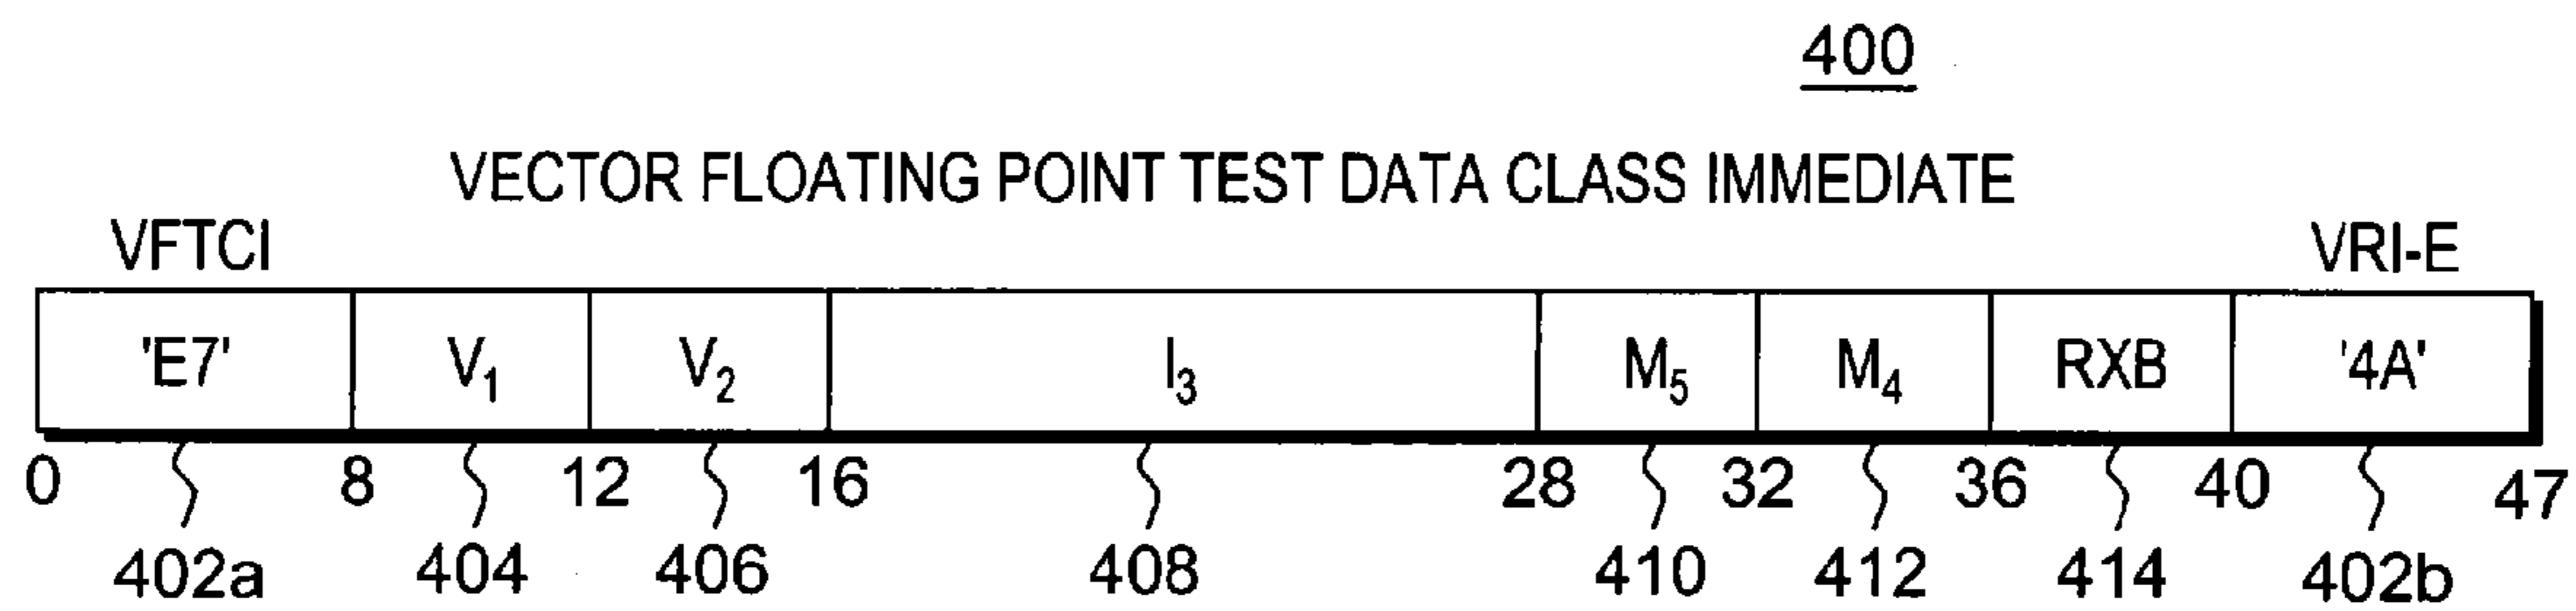 400
VECTOR FLOATING POINT TEST DATA CLASS IMMEDIATE
VFTCI VRI-E
'E7' V₁ V₂ I₃ M₅ M₄ RXB '4A'
0 8 12 16 28 32 36 40 47
402a 404 406 408 410 412 414 402b